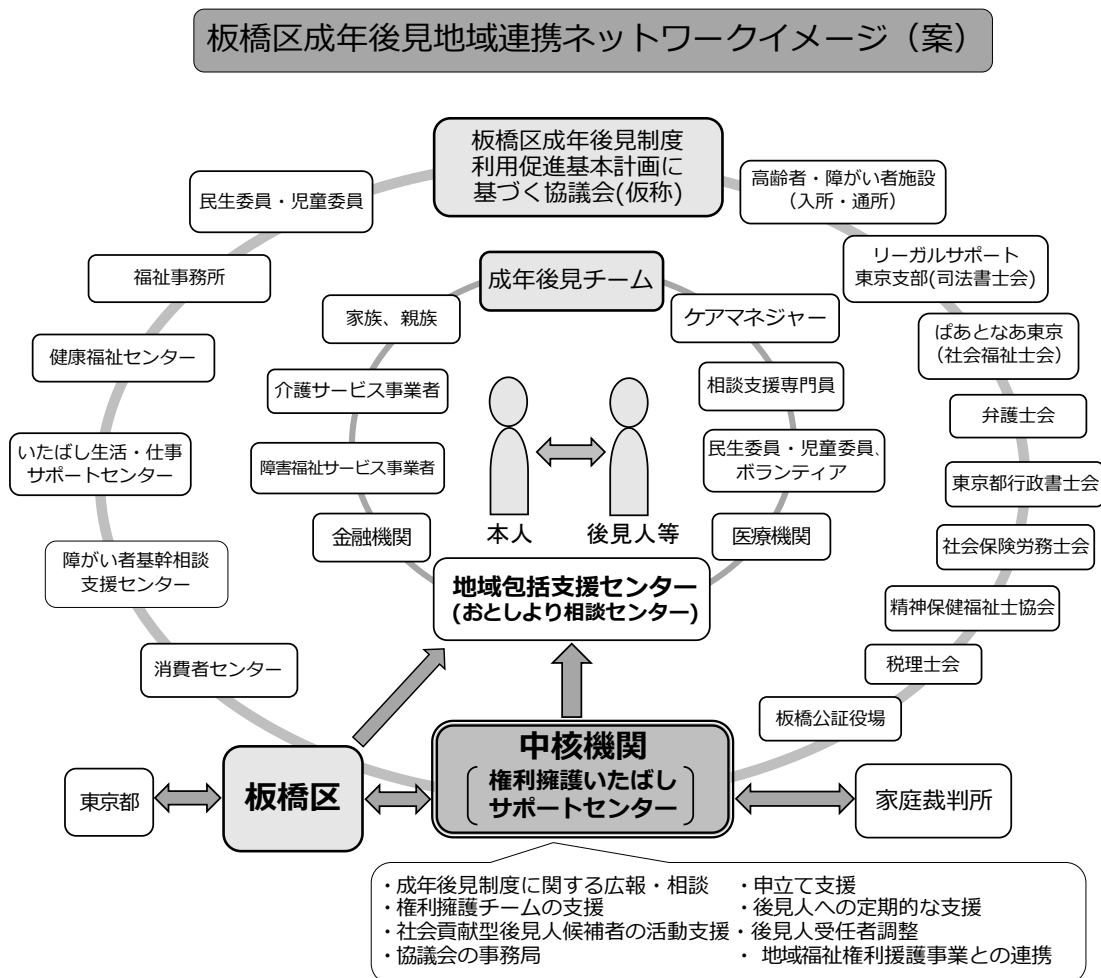 板橋区成年後見地域連携ネットワークイメージ（案）
板橋区成年後見制度
利用促進基本計画に
基づく協議会(仮称)
民生委員・児童委員
高齢者・障がい者施設
（入所・通所）
福祉事務所
リーガルサポート
東京支部(司法書士会)
成年後見チーム
家族、親族
ケアマネジャー
健康福祉センター
ぱあとなあ東京
（社会福祉士会）
介護サービス事業者
相談支援専門員
弁護士会
いたばし生活・仕事
サポートセンター
障害福祉サービス事業者
民生委員・児童委員、
ボランティア
東京都行政書士会
金融機関
本人
後見人等
医療機関
社会保険労務士会
障がい者基幹相談
支援センター
地域包括支援センター
(おとしより相談センター)
精神保健福祉士協会
消費者センター
税理士会
板橋公証役場
東京都
板橋区
中核機関
権利擁護いたばし
サポートセンター
家庭裁判所
・成年後見制度に関する広報・相談
・権利擁護チームの支援
・社会貢献型後見人候補者の活動支援
・協議会の事務局
・申立て支援
・後見人への定期的な支援
・後見人受任者調整
・ 地域福祉権利援護事業との連携